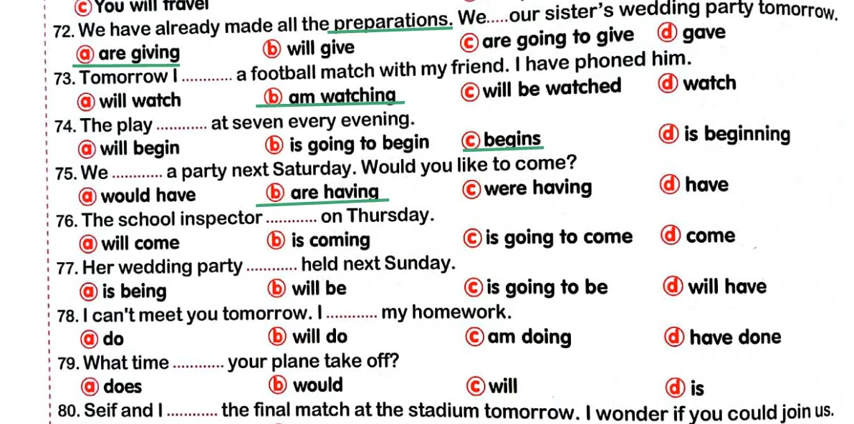 ⓒ You will travel
72. We have already made all the preparations. We.....our sister's wedding party tomorrow.
ⓐ are giving ⓑ will give ⓒ are going to give ⓓ gave
73. Tomorrow I ............ a football match with my friend. I have phoned him.
ⓐ will watch ⓑ am watching ⓒ will be watched ⓓ watch
74. The play ............ at seven every evening.
ⓐ will begin ⓑ is going to begin ⓒ begins ⓓ is beginning
75. We ............ a party next Saturday. Would you like to come?
ⓐ would have ⓑ are having ⓒ were having ⓓ have
76. The school inspector ............ on Thursday.
ⓐ will come ⓑ is coming ⓒ is going to come ⓓ come
77. Her wedding party ............ held next Sunday.
ⓐ is being ⓑ will be ⓒ is going to be ⓓ will have
78. I can't meet you tomorrow. I ............ my homework.
ⓐ do ⓑ will do ⓒ am doing ⓓ have done
79. What time ............ your plane take off?
ⓐ does ⓑ would ⓒ will ⓓ is
80. Seif and I ............ the final match at the stadium tomorrow. I wonder if you could join us.